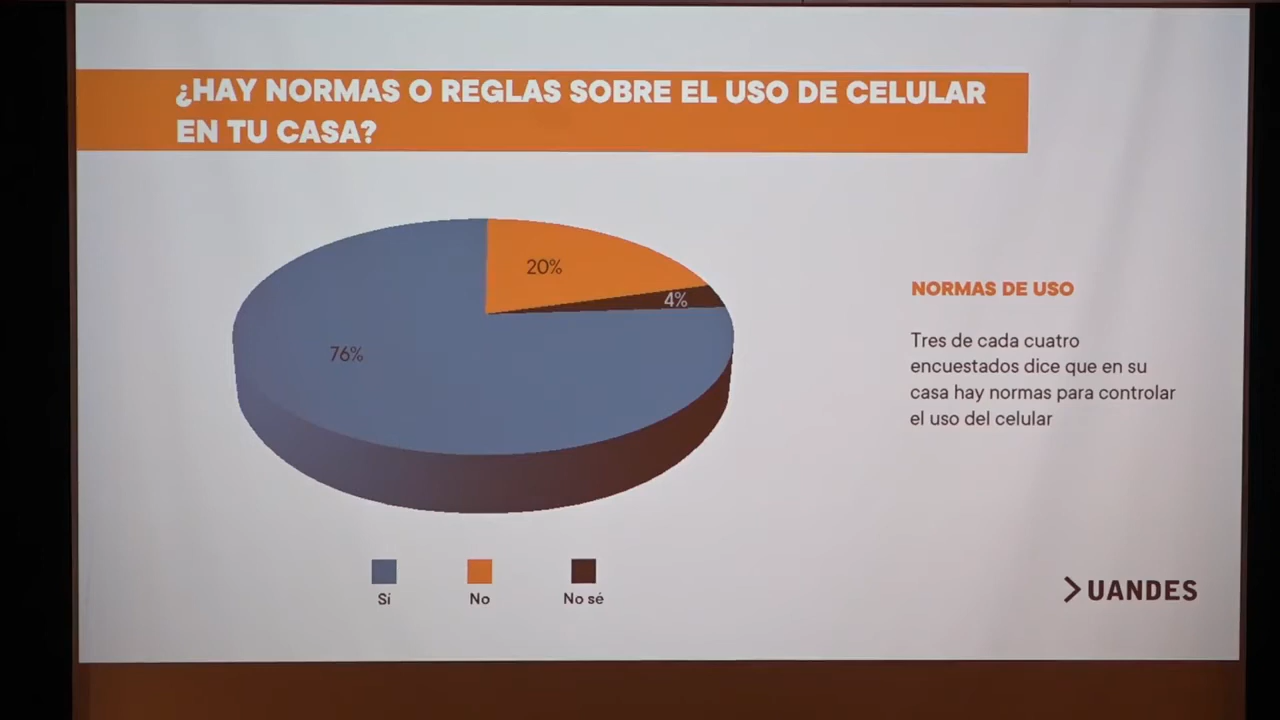 ¿HAY NORMAS O REGLAS SOBRE EL USO DE CELULAR
EN TU CASA?
20%
4%
76%
NORMAS DE USO
Tres de cada cuatro
encuestados dice que en su
casa hay normas para controlar
el uso del celular
Sí
No
No sé
UANDES